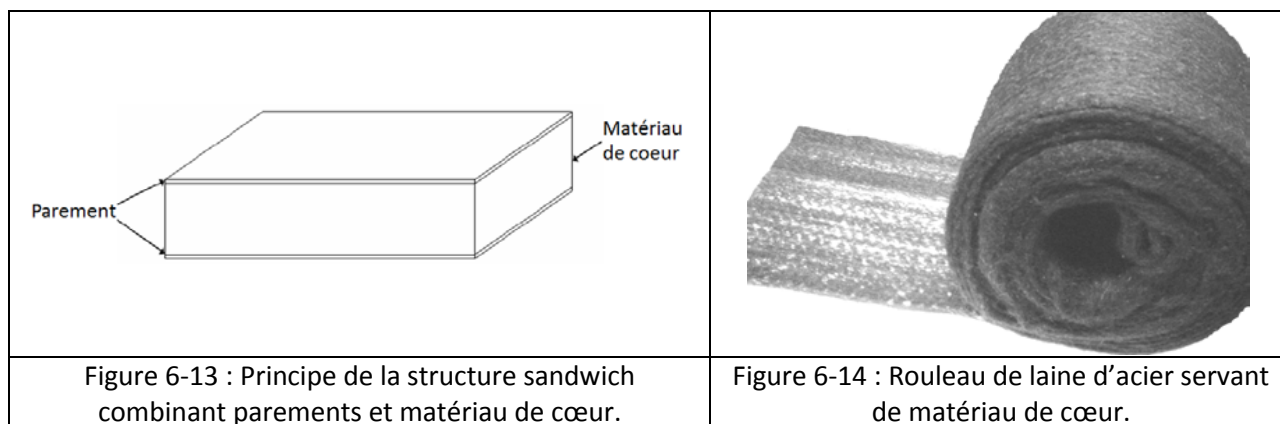 Parement
Matériau
de coeur
Figure 6-13 : Principe de la structure sandwich
combinant parements et matériau de cœur.
Figure 6-14 : Rouleau de laine d’acier servant
de matériau de cœur.